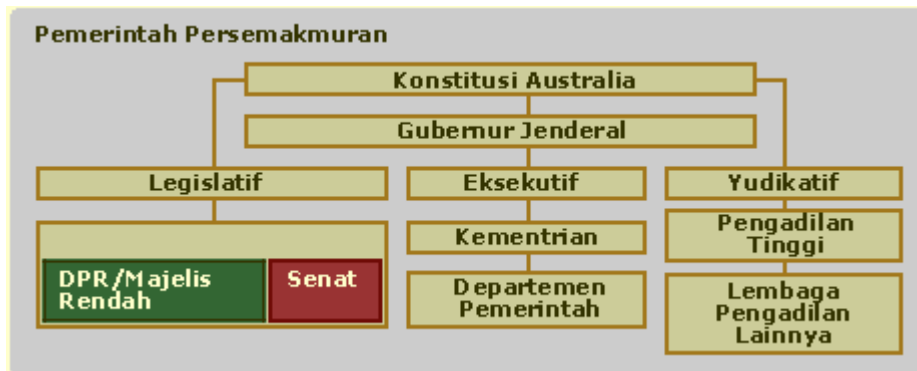 Pemerintah Persemakmuran
Konstitusi Australia
Gubernur Jenderal
Legislatif
Eksekutif
Yudikatif
DPR/Majelis
Rendah
Senat
Kementrian
Departemen
Pemerintah
Pengadilan
Tinggi
Lembaga
Pengadilan
Lainnya